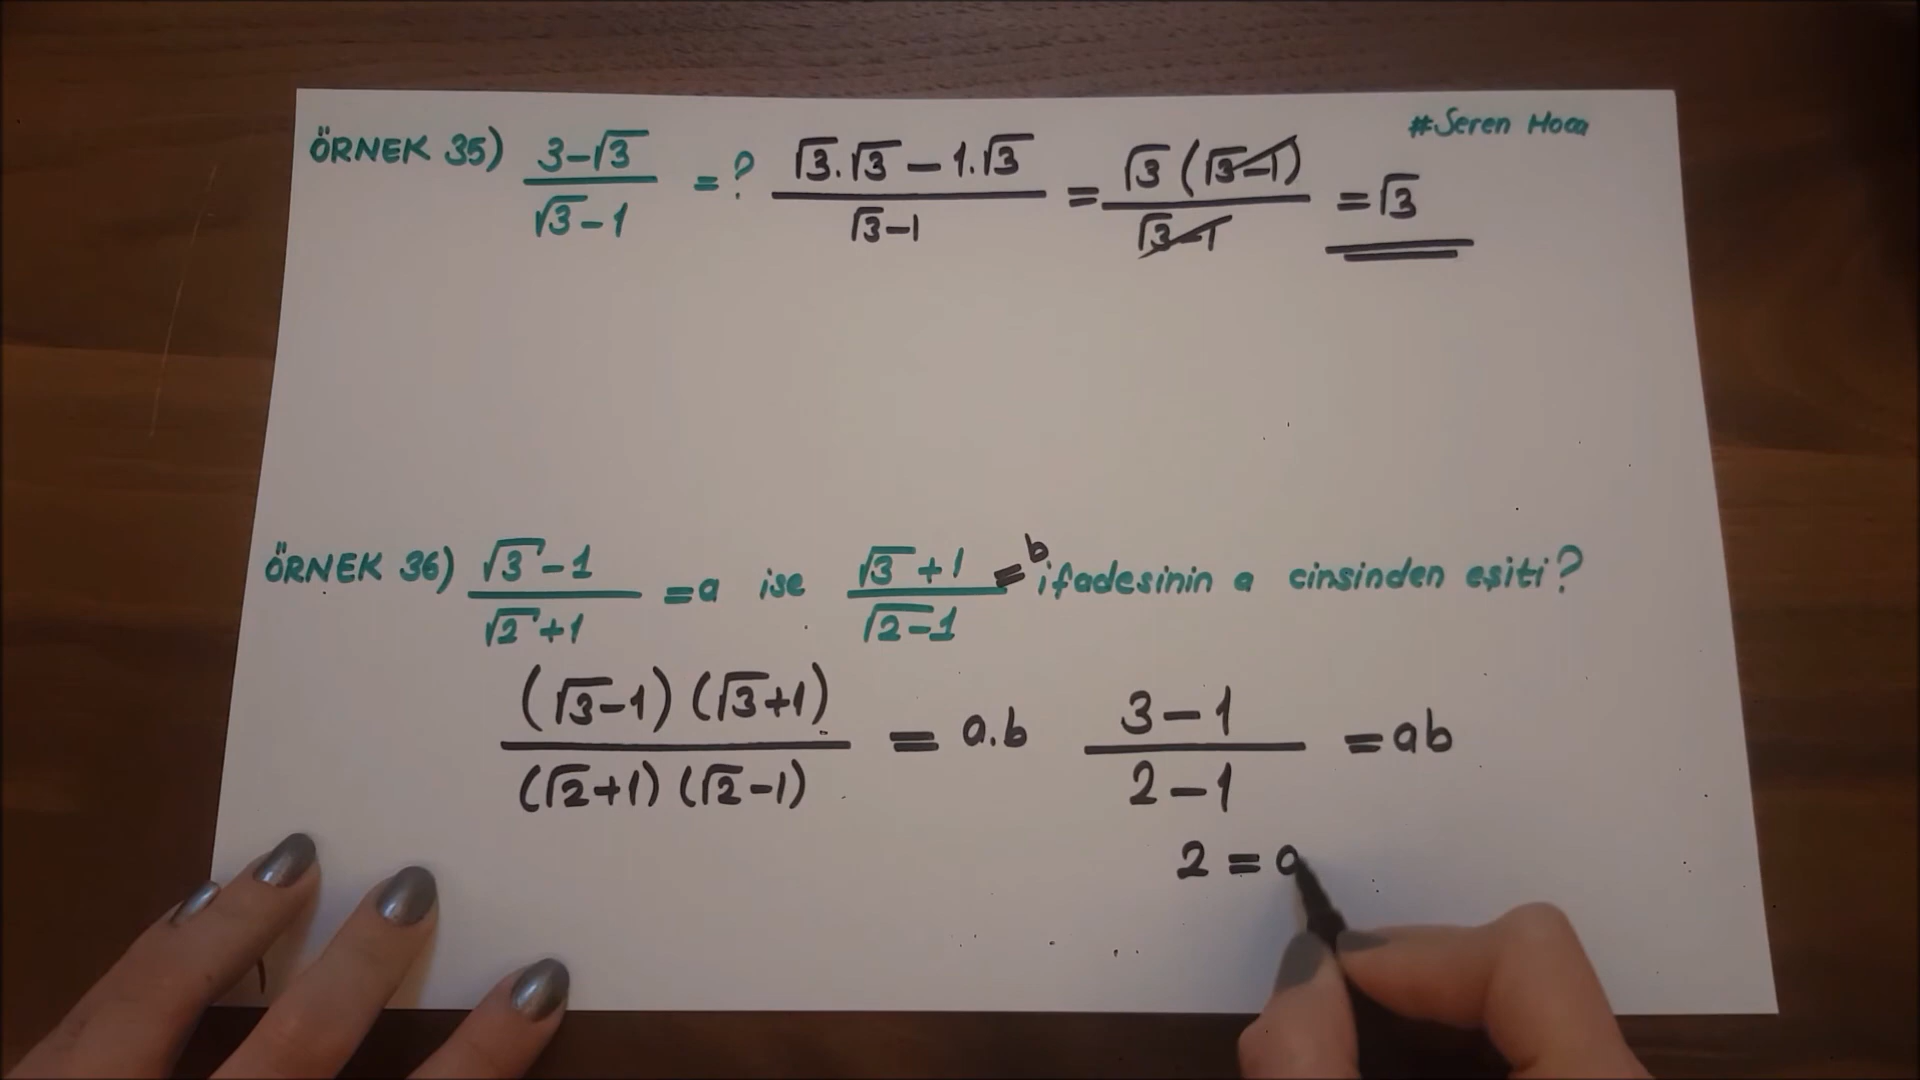 #Seren Hoca
ÖRNEK 35) (3-√3)/(√3-1) = ? (√3.√3-1.√3)/(√3-1) = (√3(√3-1))/(√3-1) = √3
ÖRNEK 36) (√3-1)/(√2+1) = a ise (√3+1)/(√2-1) = b ifadesinin a cinsinden eşiti?
((√3-1)(√3+1))/((√2+1)(√2-1)) = a.b (3-1)/(2-1) = ab
2 = a